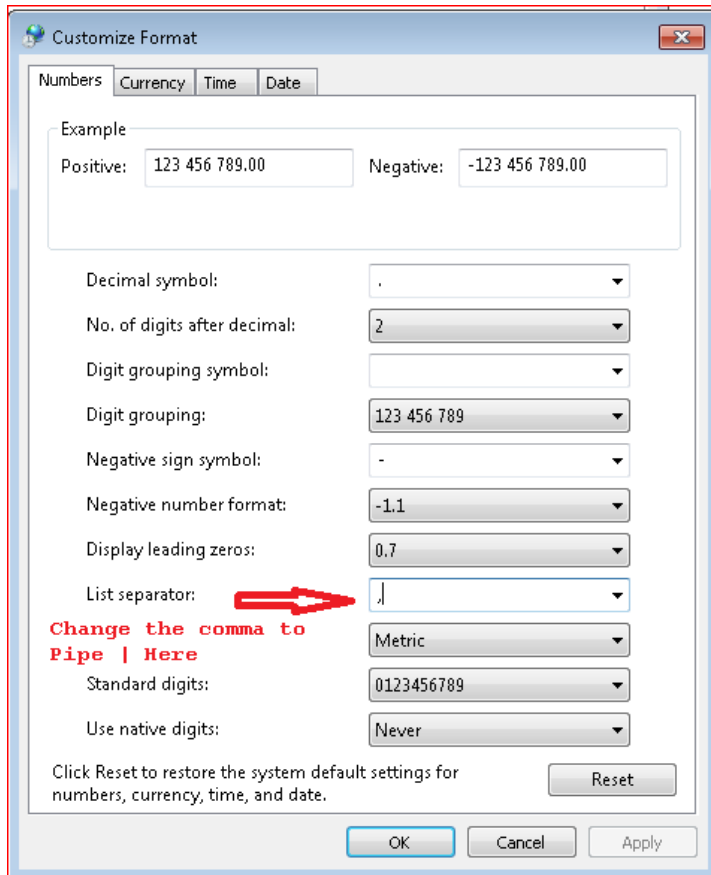 Customize Format
Numbers Currency Time Date
Example
Positive: 123 456 789.00 Negative: -123 456 789.00
Decimal symbol: .
No. of digits after decimal: 2
Digit grouping symbol:
Digit grouping: 123 456 789
Negative sign symbol: -
Negative number format: -1.1
Display leading zeros: 0.7
List separator: ,
Change the comma to
Pipe | Here
Metric
Standard digits: 0123456789
Use native digits: Never
Click Reset to restore the system default settings for
numbers, currency, time, and date.
Reset
OK Cancel Apply